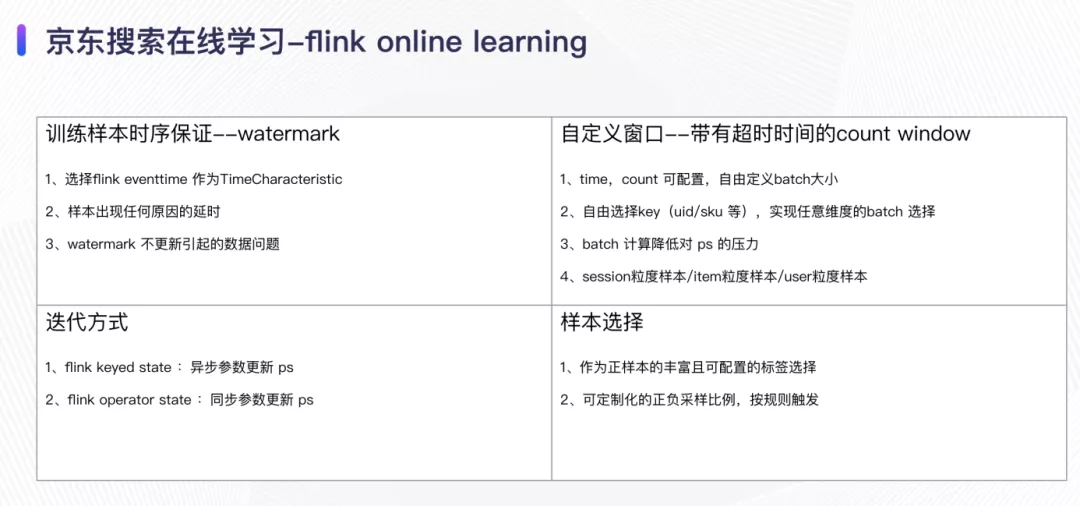 京东搜索在线学习-flink online learning
训练样本时序保证--watermark
1、选择flink eventtime 作为TimeCharacteristic
2、样本出现任何原因的延时
3、watermark 不更新引起的数据问题
自定义窗口--带有超时时间的count window
1、time，count 可配置，自由定义batch大小
2、自由选择key（uid/sku 等），实现任意维度的batch 选择
3、batch 计算降低对 ps 的压力
4、session粒度样本/item粒度样本/user粒度样本
迭代方式
1、flink keyed state ：异步参数更新 ps
2、flink operator state ：同步参数更新 ps
样本选择
1、作为正样本的丰富且可配置的标签选择
2、可定制化的正负采样比例，按规则触发